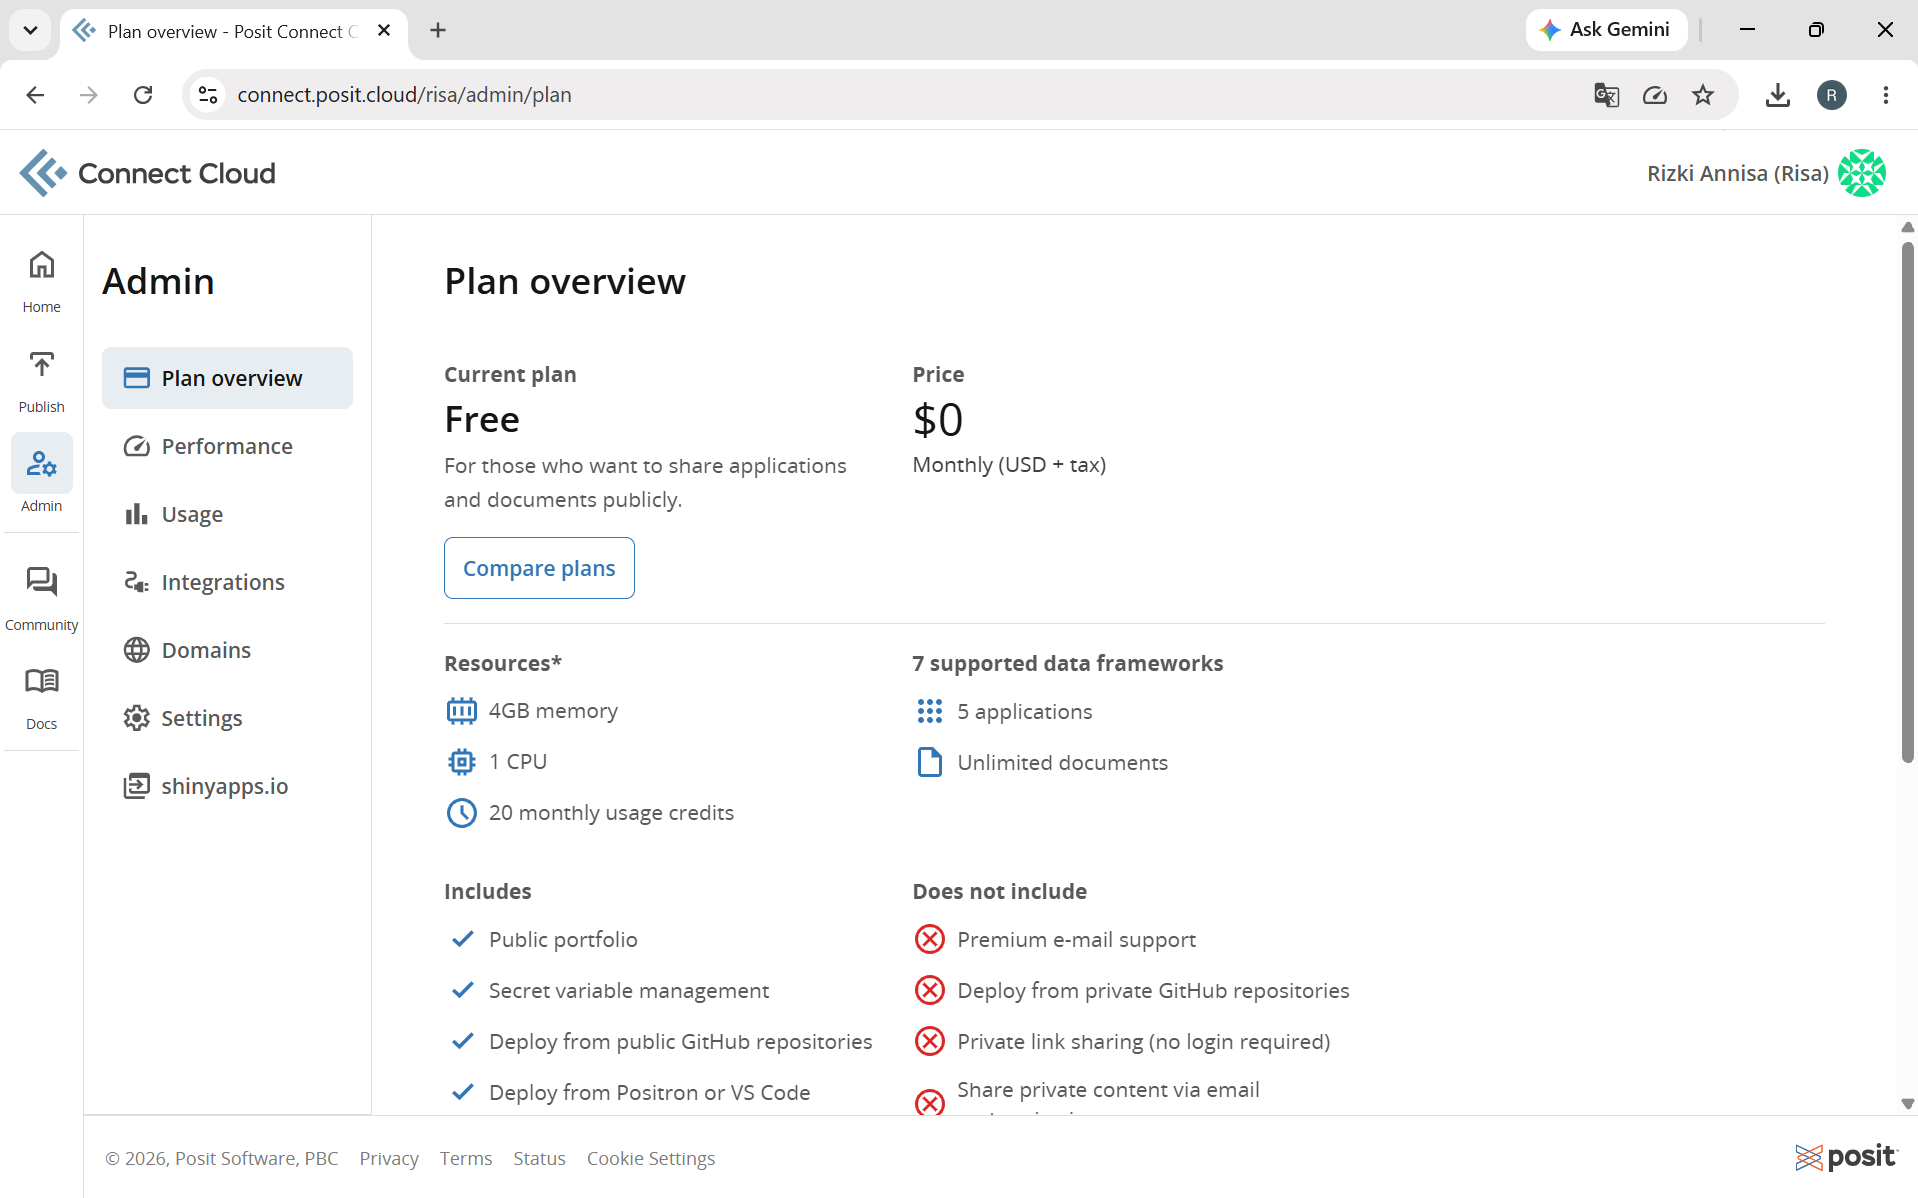 Plan overview - Posit Connect C
Ask Gemini
connect.posit.cloud/risa/admin/plan
R
Connect Cloud
Rizki Annisa (Risa)
Home
Publish
Admin
Community
Docs
Admin
Plan overview
Performance
Usage
Integrations
Domains
Settings
shinyapps.io
Plan overview
Current plan
Free
For those who want to share applications
and documents publicly.
Compare plans
Price
$0
Monthly (USD + tax)
Resources*
4GB memory
1 CPU
20 monthly usage credits
7 supported data frameworks
5 applications
Unlimited documents
Includes
Public portfolio
Secret variable management
Deploy from public GitHub repositories
Deploy from Positron or VS Code
Does not include
Premium e-mail support
Deploy from private GitHub repositories
Private link sharing (no login required)
Share private content via email
© 2026, Posit Software, PBC
Privacy
Terms
Status
Cookie Settings
posit